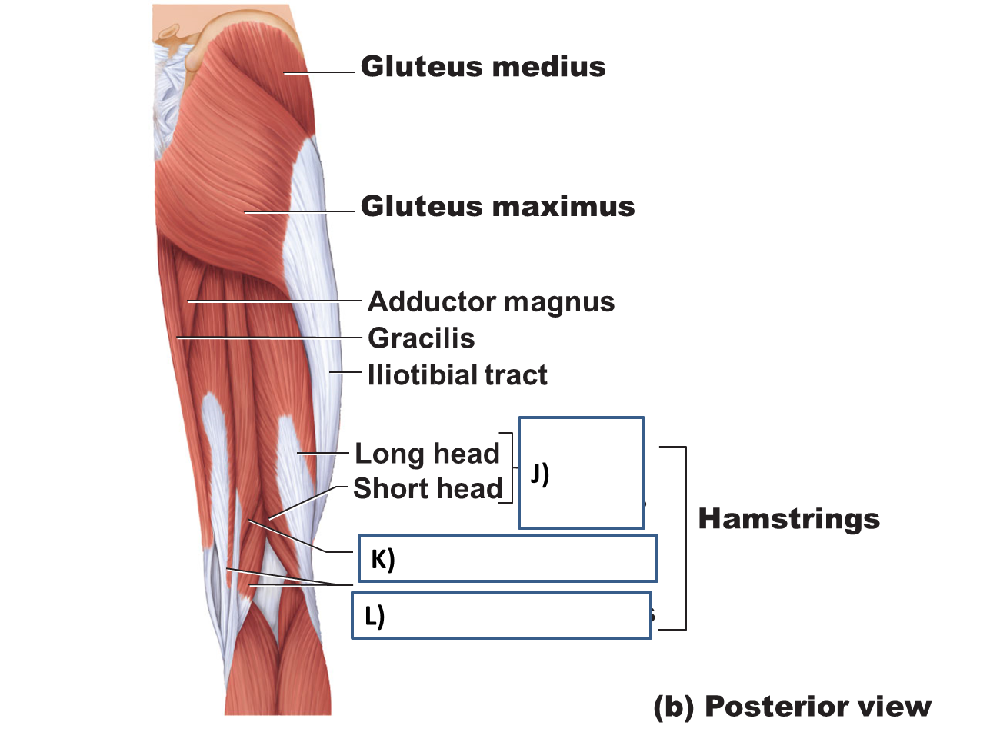 Gluteus medius
Gluteus maximus
Adductor magnus
Gracilis
Iliotibial tract
Long head
Short head
J)
Hamstrings
K)
L)
(b) Posterior view